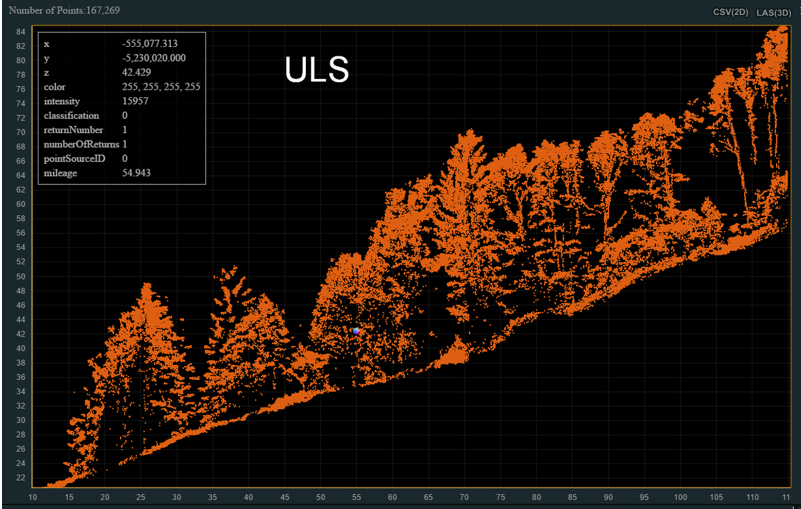 Number of Points:167,269
CSV(2D) LAS(3D)
x -555,077.313
y -5,230,020.000
z 42.429
color 255, 255, 255, 255
intensity 15957
classification 0
returnNumber 1
numberOfReturns 1
pointSourceID 0
mileage 54.943
ULS
84
82
80
78
76
74
72
70
68
66
64
62
60
58
56
54
52
50
48
46
44
42
40
38
36
34
32
30
28
26
24
22
10 15 20 25 30 35 40 45 50 55 60 65 70 75 80 85 90 95 100 105 110 11